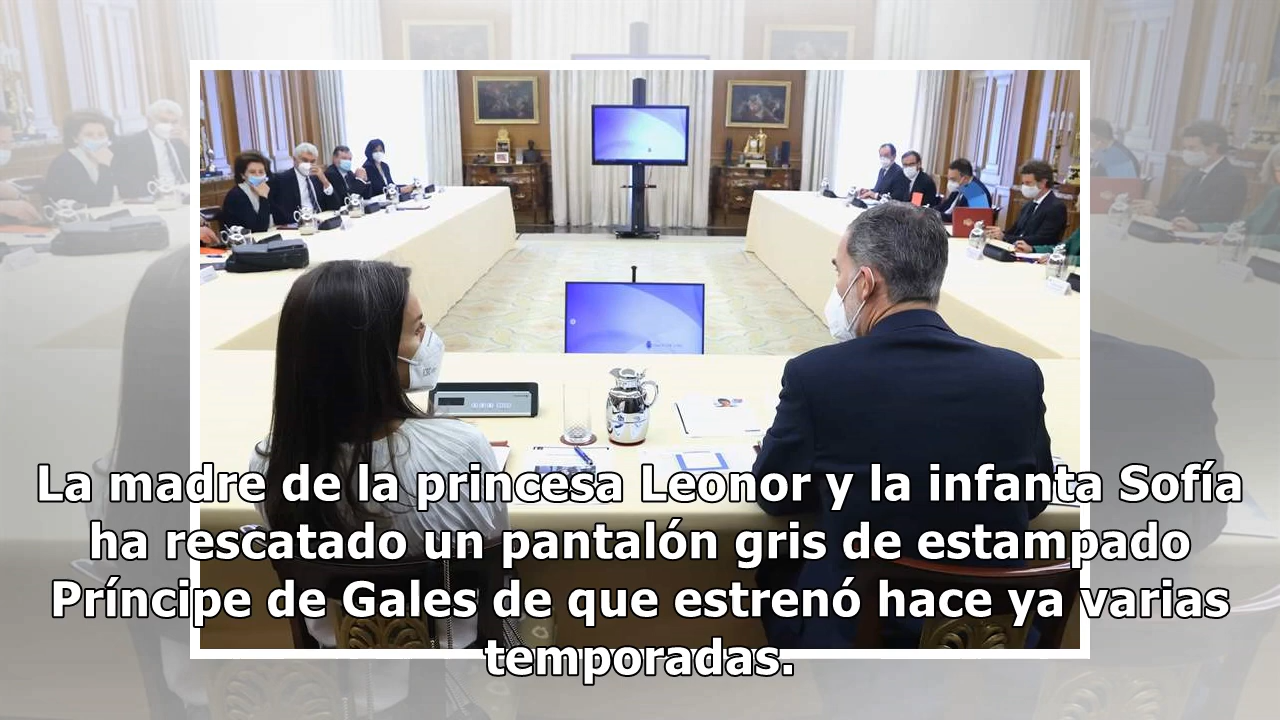 La madre de la princesa Leonor y la infanta Sofía
ha rescatado un pantalón gris de estampado
Príncipe de Gales de que estrenó hace ya varias
temporadas.